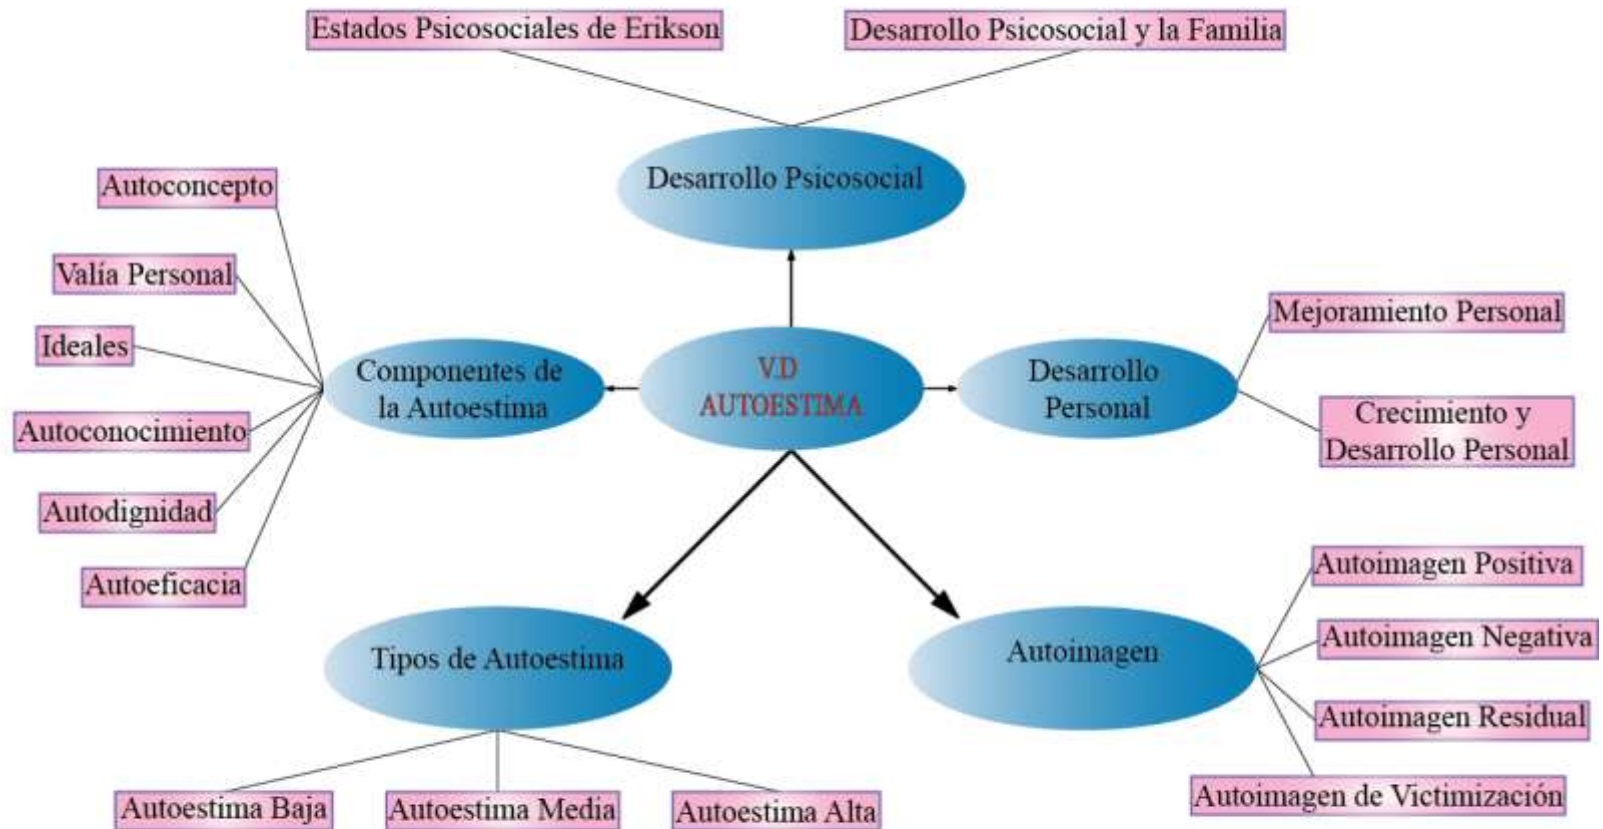 Estados Psicosociales de Erikson
Desarrollo Psicosocial y la Familia
Desarrollo Psicosocial
Autoconcepto
Valía Personal
Ideales
Autoconocimiento
Autodignidad
Autoeficacia
Componentes de
la Autoestima
V.D
AUTOESTIMA
Desarrollo
Personal
Mejoramiento Personal
Crecimiento y
Desarrollo Personal
Tipos de Autoestima
Autoestima Baja
Autoestima Media
Autoestima Alta
Autoimagen
Autoimagen Positiva
Autoimagen Negativa
Autoimagen Residual
Autoimagen de Victimización